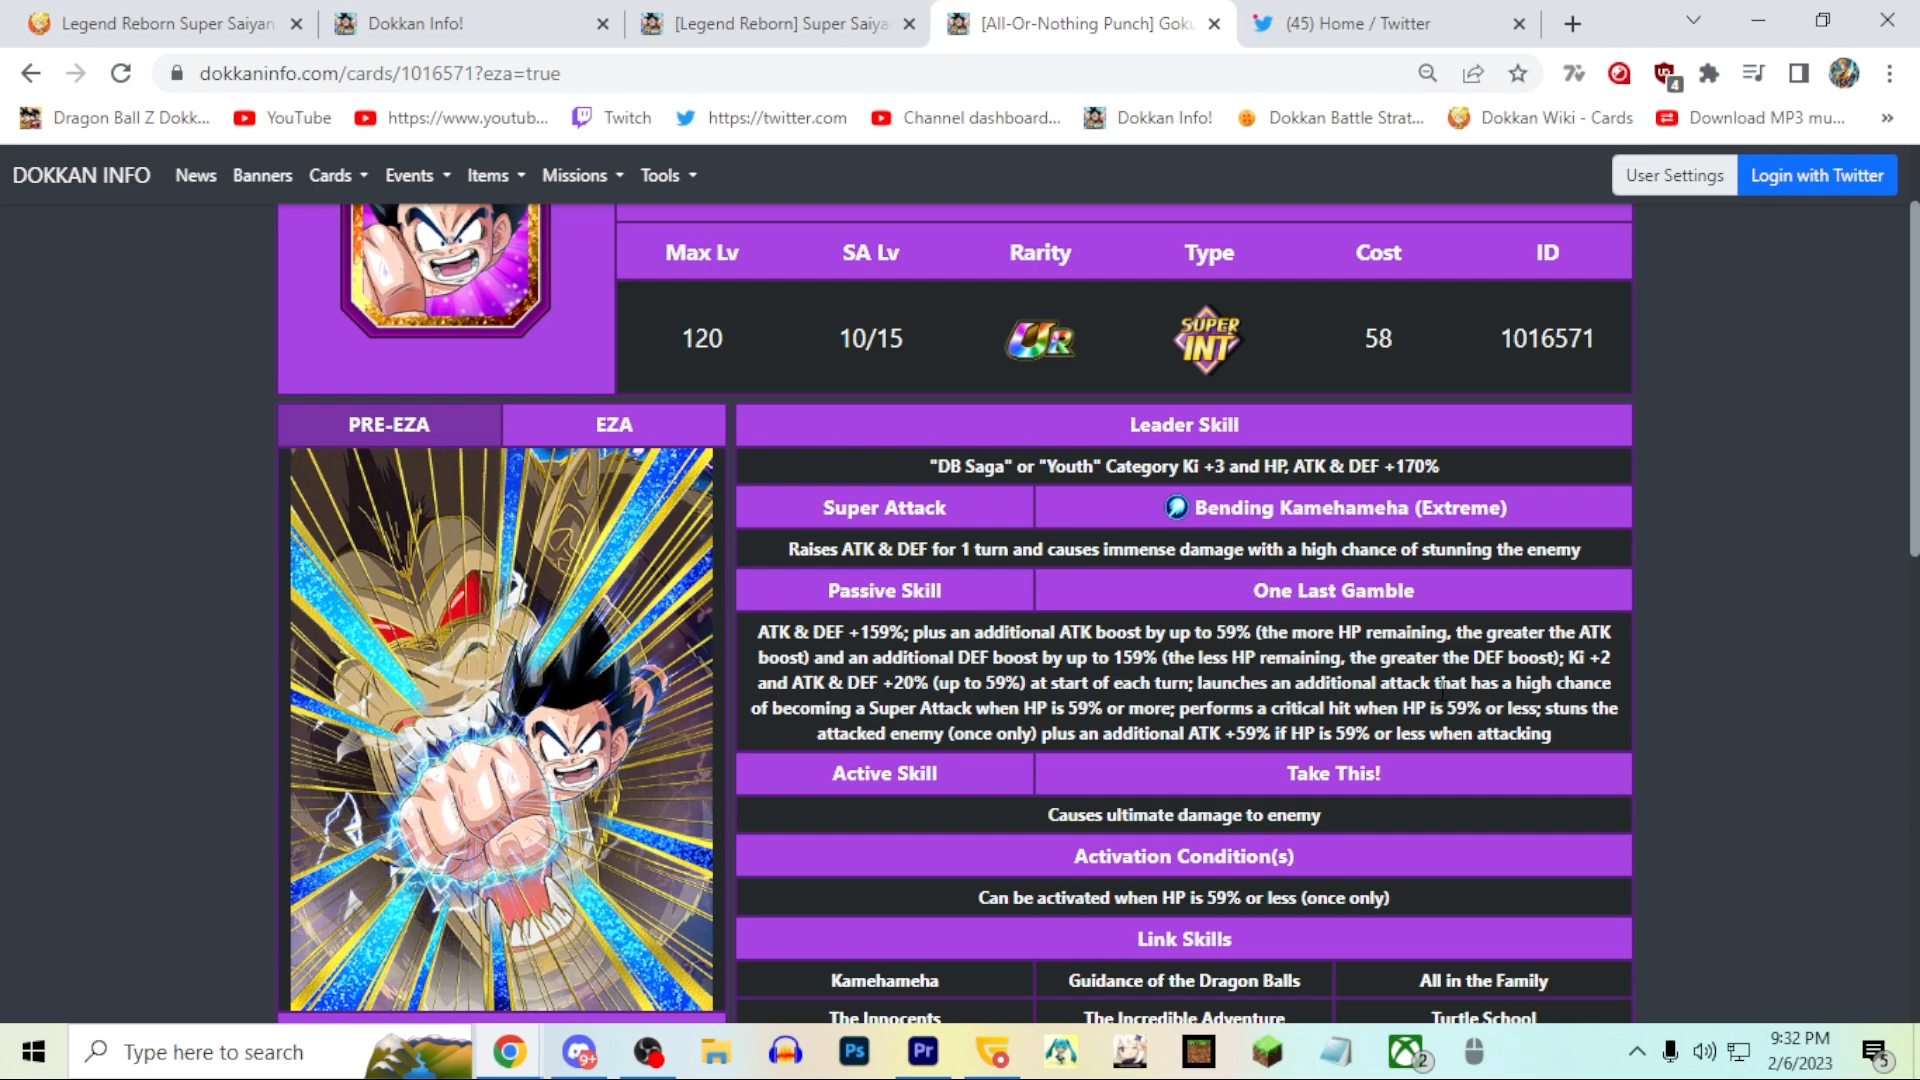 Legend Reborn Super Saiyan
Dokkan Info!
[Legend Reborn] Super Saiya
[All-Or-Nothing Punch] Goku
(45) Home / Twitter
dokkaninfo.com/cards/1016571?eza=true
4
Dragon Ball Z Dokk...
YouTube
https://www.youtub...
Twitch
https://twitter.com
Channel dashboard...
Dokkan Info!
Dokkan Battle Strat...
Dokkan Wiki - Cards
Download MP3 mu...
»
DOKKAN INFO
News
Banners
Cards
Events
Items
Missions
Tools
User Settings
Login with Twitter
Max Lv
SA Lv
Rarity
Type
Cost
ID
120
10/15
UR
SUPER
INT
58
1016571
PRE-EZA
EZA
Leader Skill
"DB Saga" or "Youth" Category Ki +3 and HP, ATK & DEF +170%
Super Attack
Bending Kamehameha (Extreme)
Raises ATK & DEF for 1 turn and causes immense damage with a high chance of stunning the enemy
Passive Skill
One Last Gamble
ATK & DEF +159%; plus an additional ATK boost by up to 59% (the more HP remaining, the greater the ATK
boost) and an additional DEF boost by up to 159% (the less HP remaining, the greater the DEF boost); Ki +2
and ATK & DEF +20% (up to 59%) at start of each turn; launches an additional attack that has a high chance
of becoming a Super Attack when HP is 59% or more; performs a critical hit when HP is 59% or less; stuns the
attacked enemy (once only) plus an additional ATK +59% if HP is 59% or less when attacking
Active Skill
Take This!
Causes ultimate damage to enemy
Activation Condition(s)
Can be activated when HP is 59% or less (once only)
Link Skills
Kamehameha
Guidance of the Dragon Balls
All in the Family
The Innocents
The Incredible Adventure
Turtle School
Type here to search
9+
Ps
Pr
2
9:32 PM
2/6/2023
5